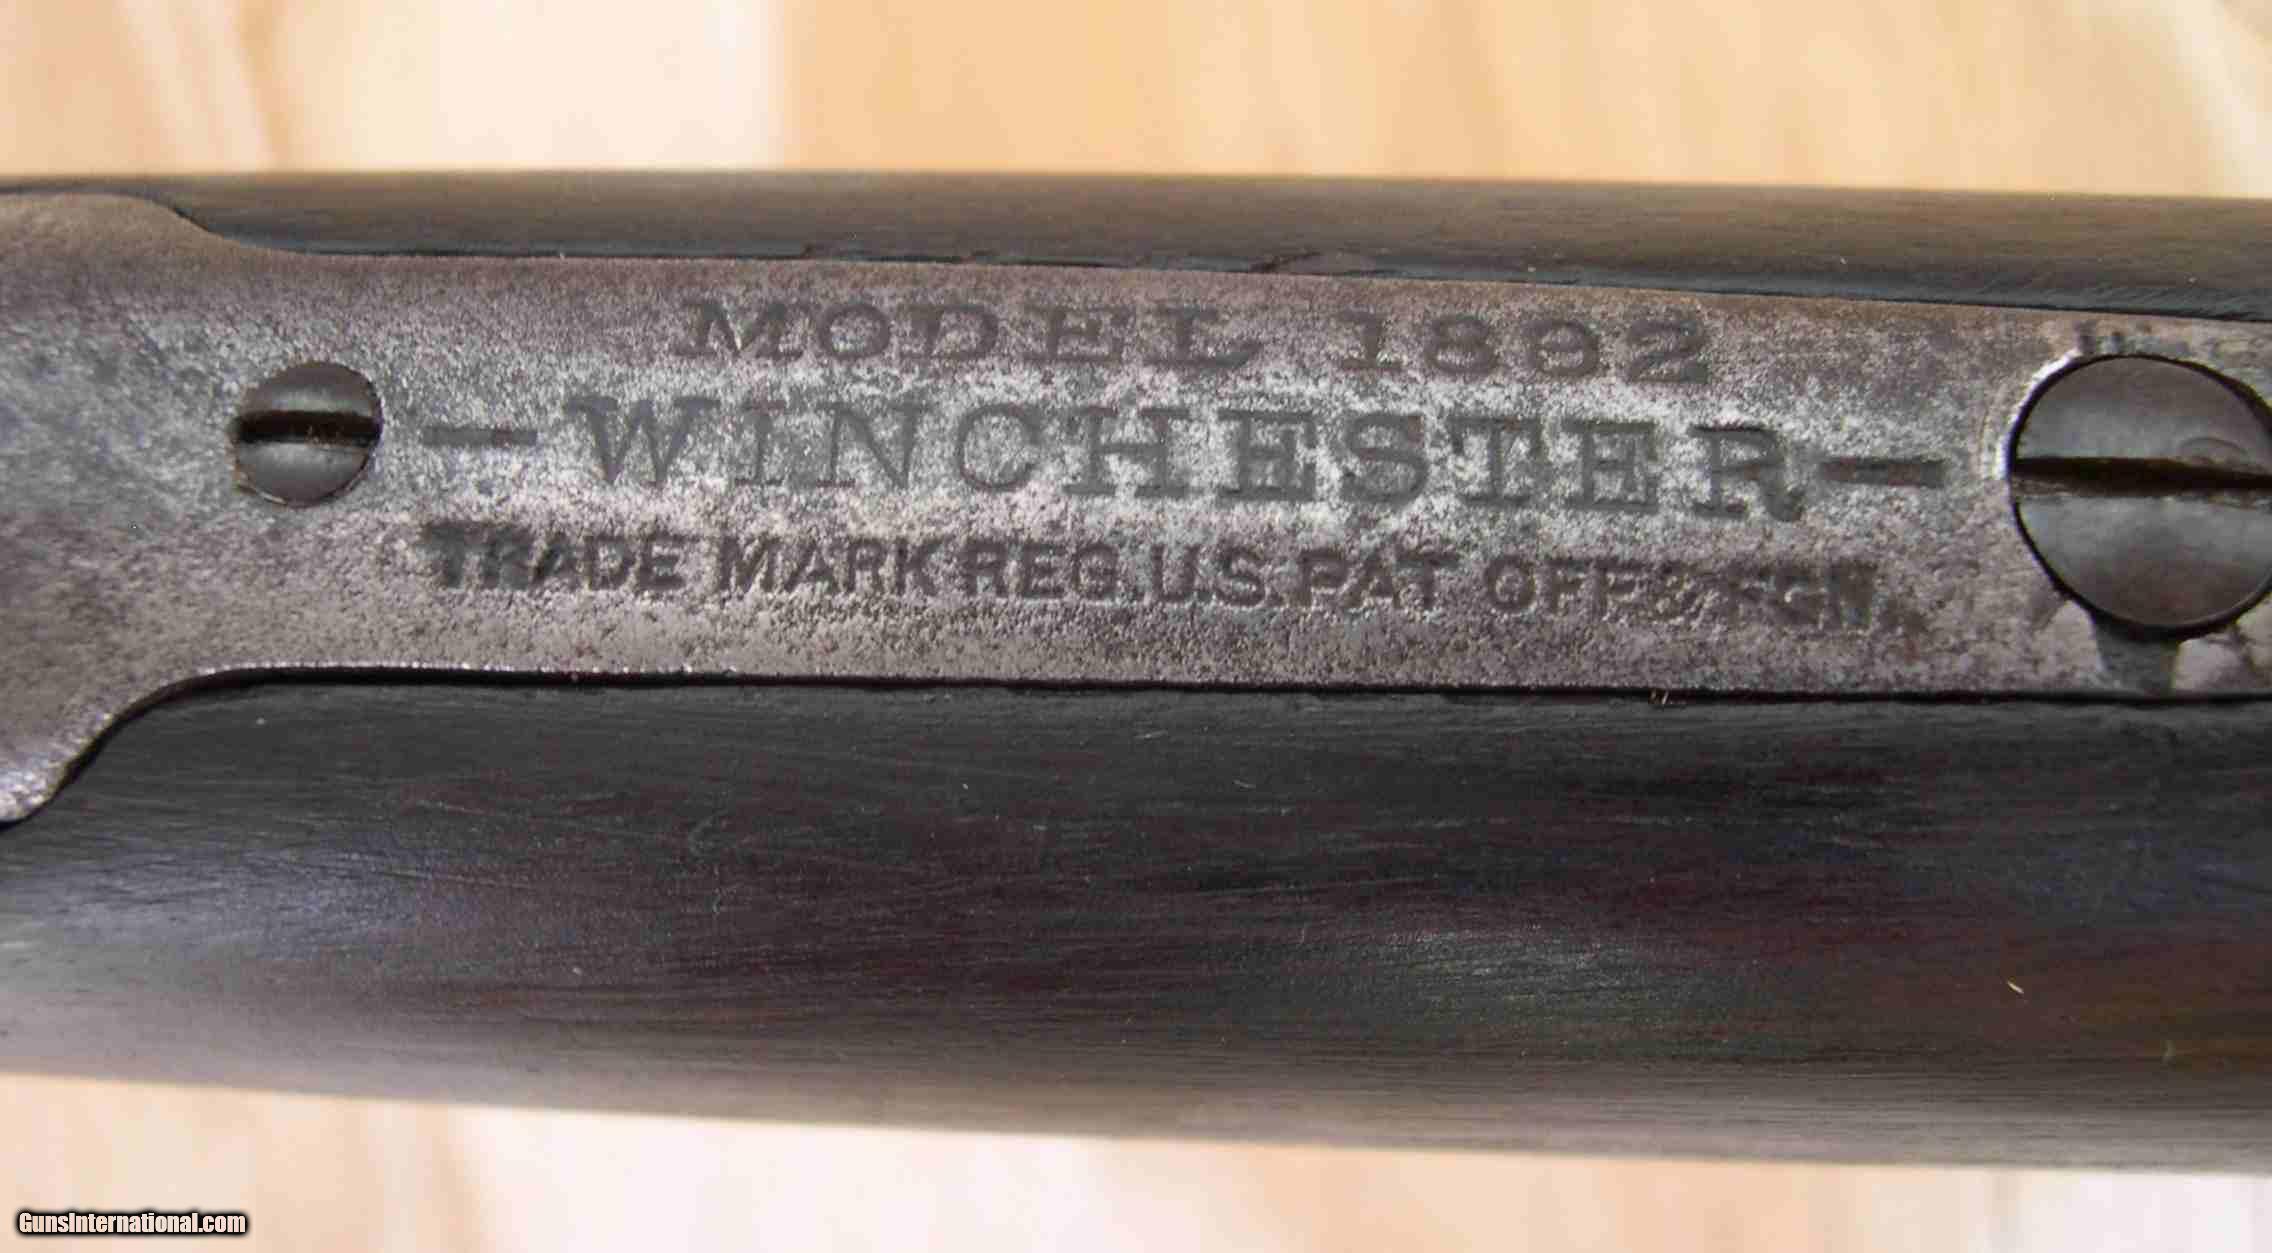 MODEL 1892
—WINCHESTER—
TRADE MARK REG. U.S. PAT. OFF. & FGN.
GunsInternational.com